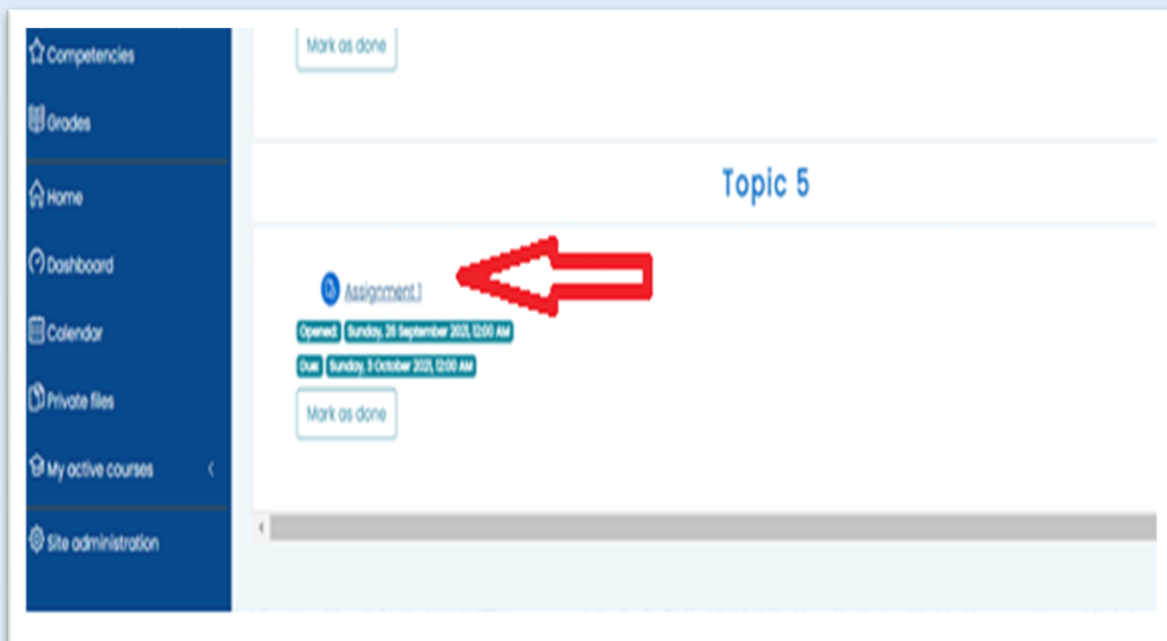 Competencies
Grades
Home
Dashboard
Calendar
Private files
My active courses
Site administration
Mark as done
Topic 5
Assignment 1
Opened: Sunday, 26 September 2021, 12:00 AM
Due: Sunday, 3 October 2021, 12:00 AM
Mark as done